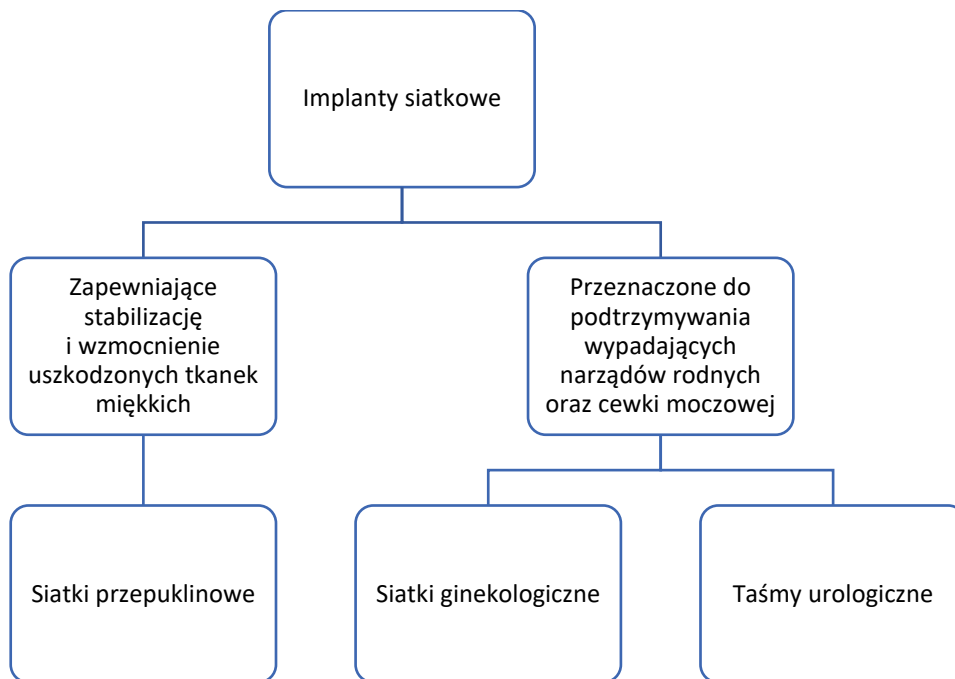 Implanty siatkowe
Zapewniające
stabilizację
i wzmocnienie
uszkodzonych tkanek
miękkich
Przeznaczone do
podtrzymywania
wypadających
narządów rodnych
oraz cewki moczowej
Siatki przepuklinowe
Siatki ginekologiczne
Taśmy urologiczne